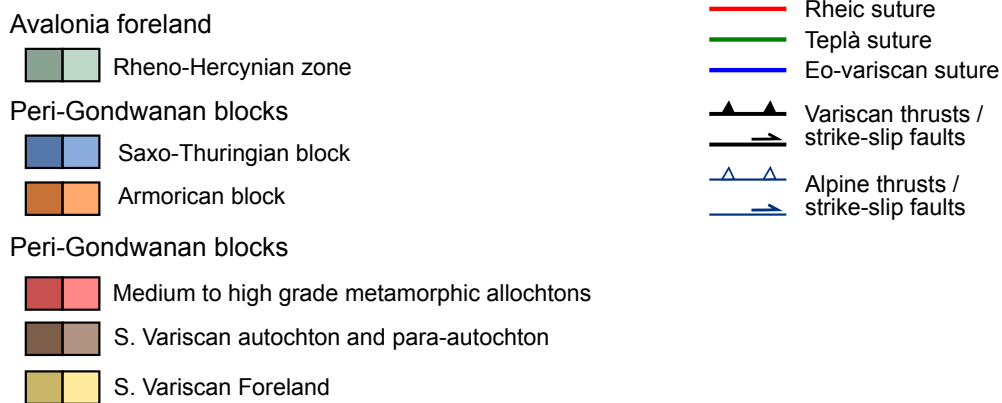 Avalonia foreland
Rheno-Hercynian zone
Peri-Gondwanan blocks
Saxo-Thuringian block
Armorican block
Peri-Gondwanan blocks
Medium to high grade metamorphic allochtons
S. Variscan autochton and para-autochton
S. Variscan Foreland
Rheic suture
Teplà suture
Eo-variscan suture
Variscan thrusts /
strike-slip faults
Alpine thrusts /
strike-slip faults